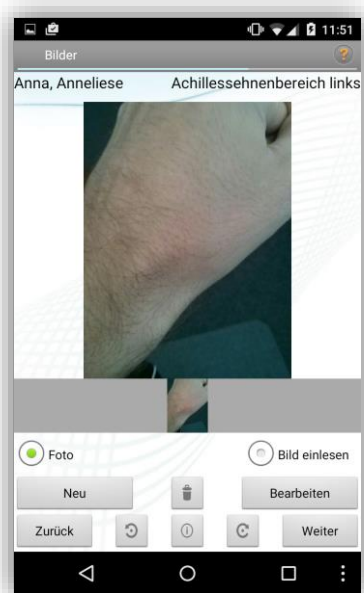 11:51
Bilder
?
Anna, Anneliese Achillessehnenbereich links
Foto Bild einlesen
Neu Bearbeiten
Zurück Weiter